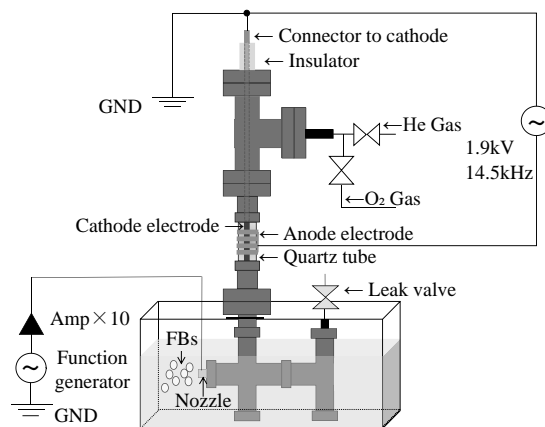 Connector to cathode
Insulator
GND
He Gas
1.9kV
14.5kHz
O₂ Gas
Cathode electrode
Anode electrode
Quartz tube
Leak valve
Amp×10
FBs
Function
generator
Nozzle
GND